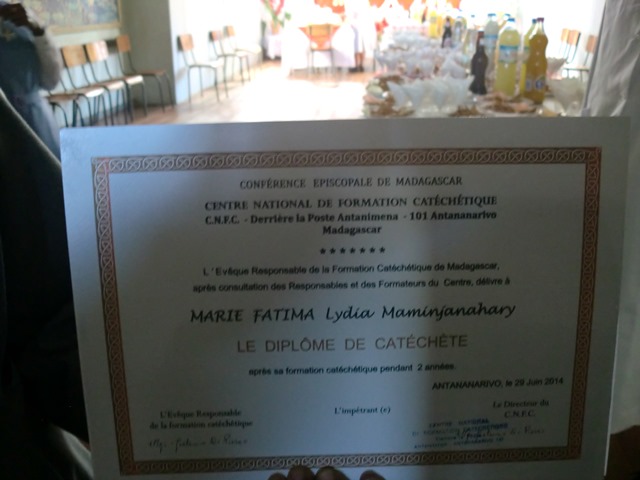 CONFÉRENCE EPISCOPALE DE MADAGASCAR
CENTRE NATIONAL DE FORMATION CATÉCHÉTIQUE
C.N.F.C. - Derrière la Poste Antanimena - 101 Antananarivo
Madagascar
*******
L'Evêque Responsable de la Formation Catéchétique de Madagascar,
après consultation des Responsables et des Formateurs du Centre, délivre à
MARIE FATIMA Lydia Maminjanahary
LE DIPLÔME DE CATÉCHÈTE
après sa formation catéchétique pendant 2 années.
ANTANANARIVO, le 29 Juin 2014
L'Evêque Responsable
de la formation catéchétique
L'impétrant (e)
Le Directeur du
C.N.F.C.
CENTRE NATIONAL